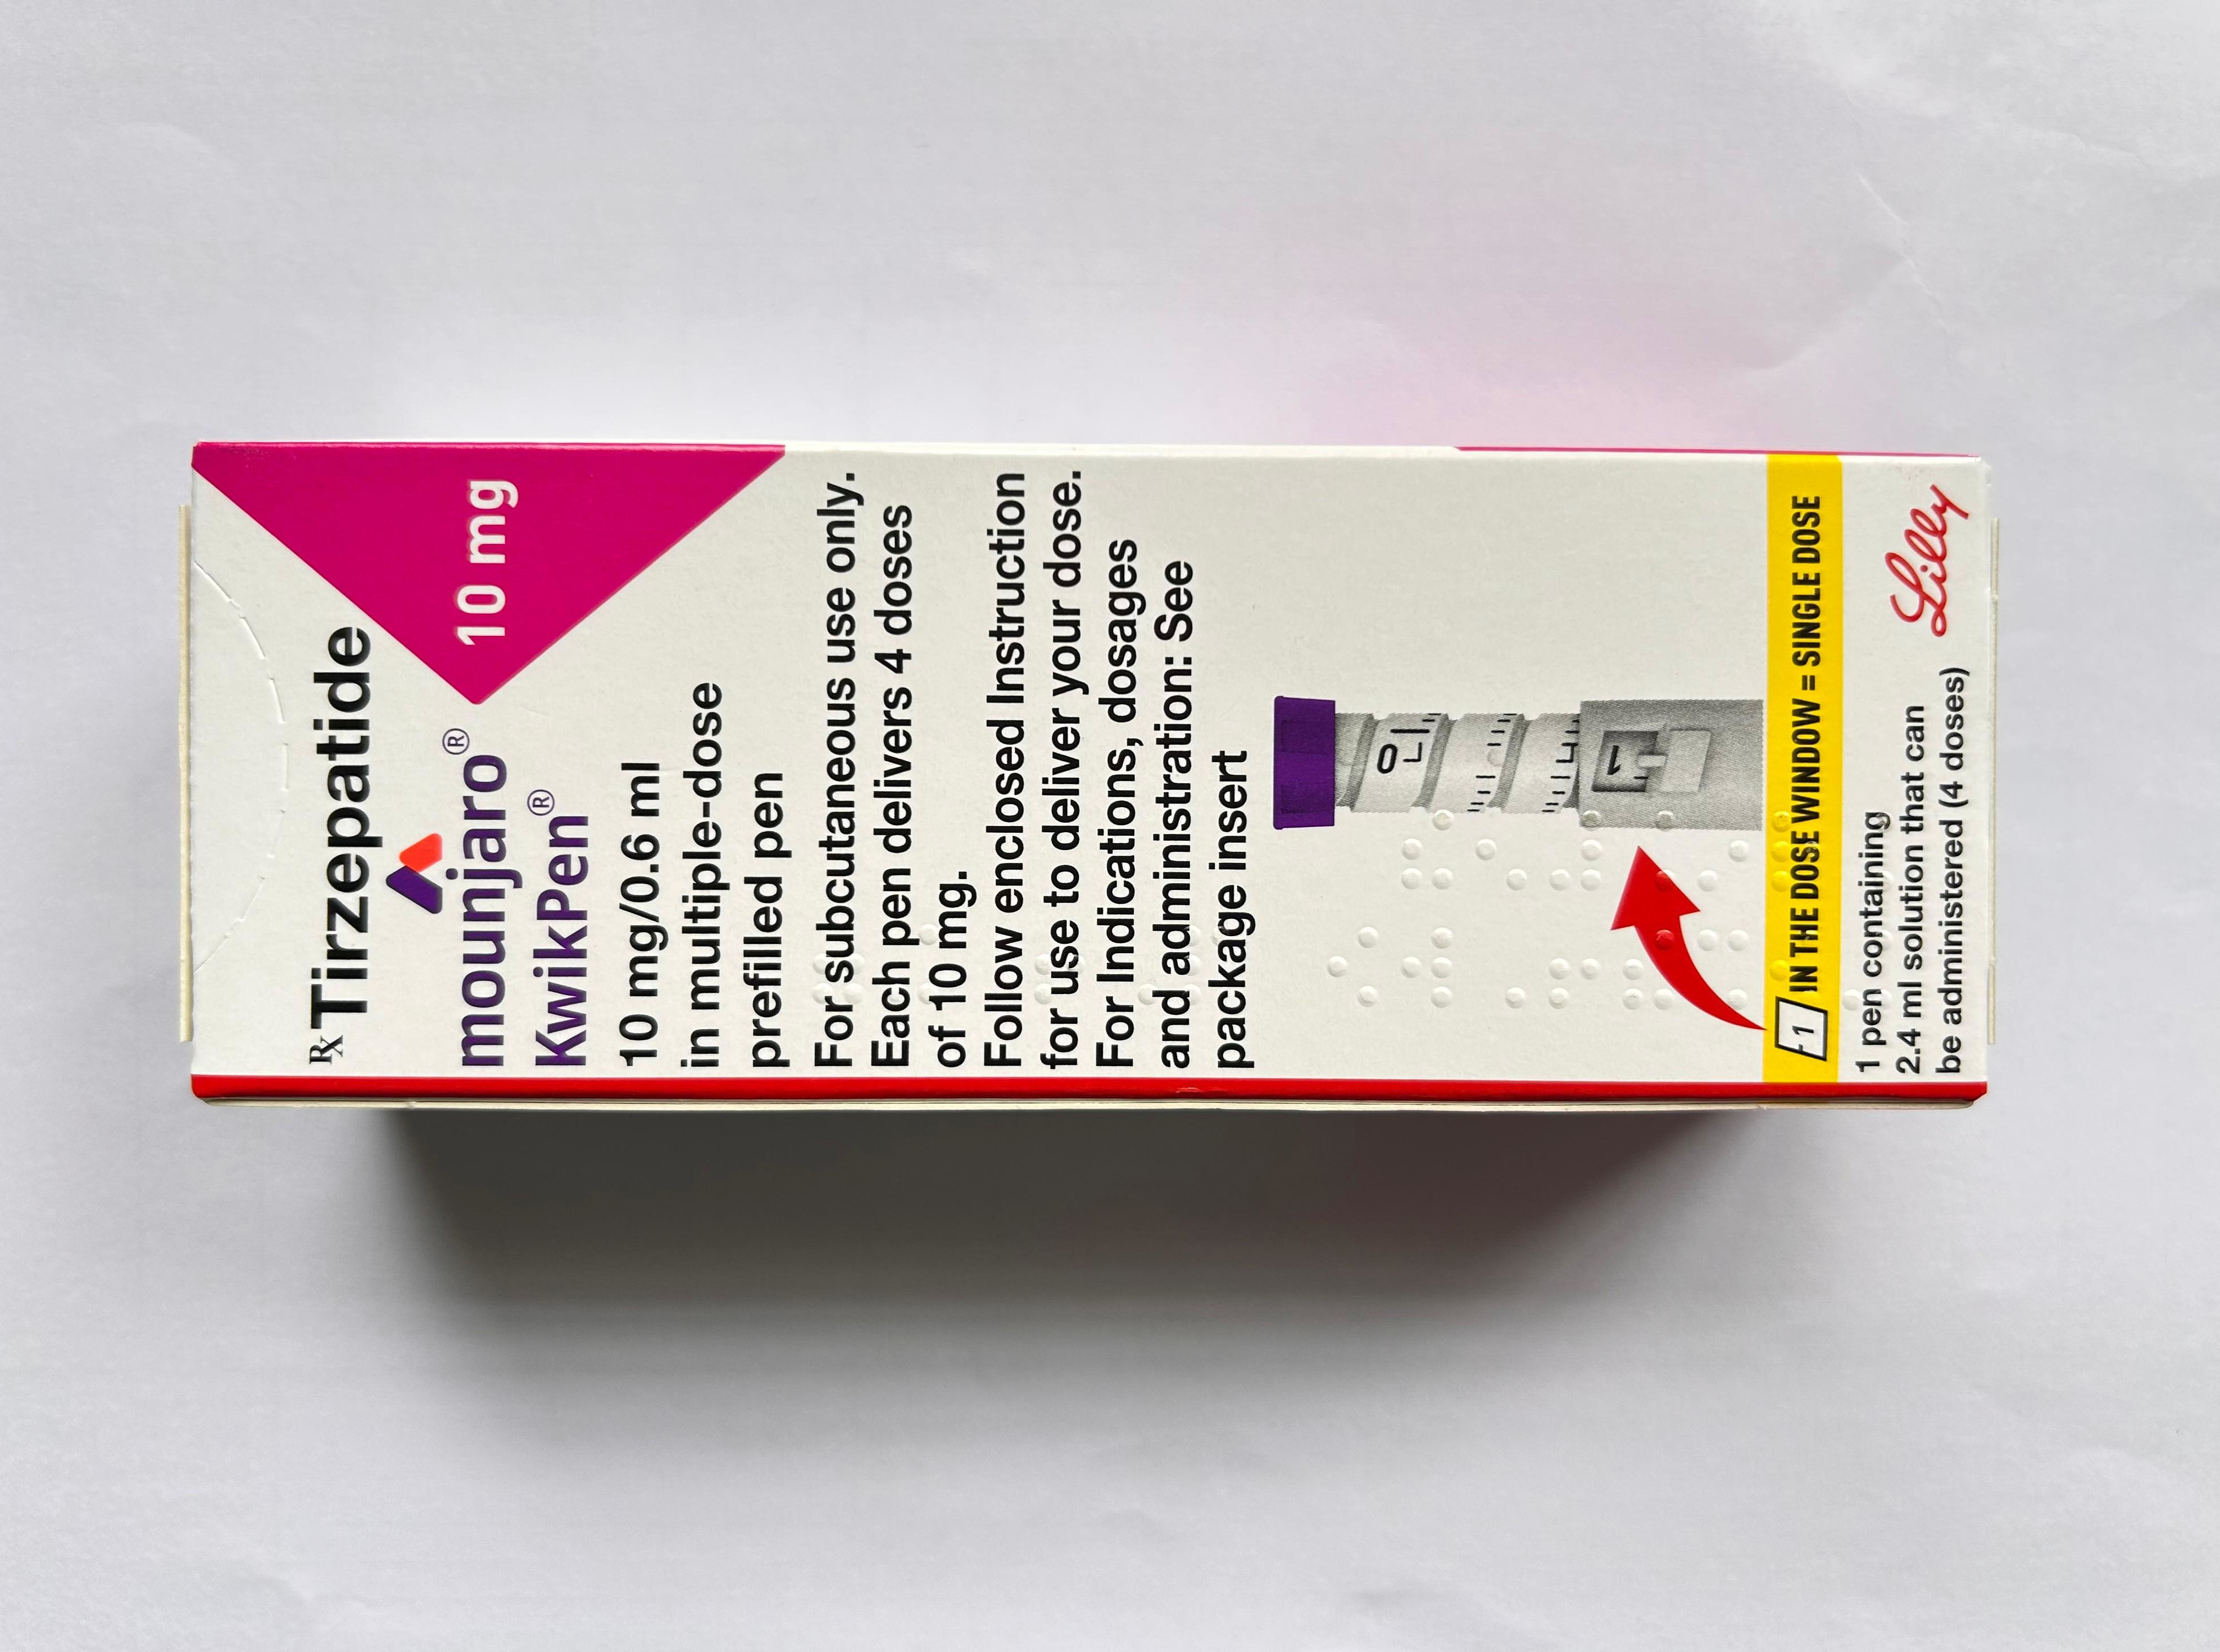 Rx Tirzepatide
mounjaro®
KwikPen®
10 mg
10 mg/0.6 ml
in multiple-dose
prefilled pen
For subcutaneous use only.
Each pen delivers 4 doses
of 10 mg.
Follow enclosed Instruction
for use to deliver your dose.
For Indications, dosages
and administration: See
package insert
1
1 IN THE DOSE WINDOW = SINGLE DOSE
1 pen containing
2.4 ml solution that can
be administered (4 doses)
Lilly